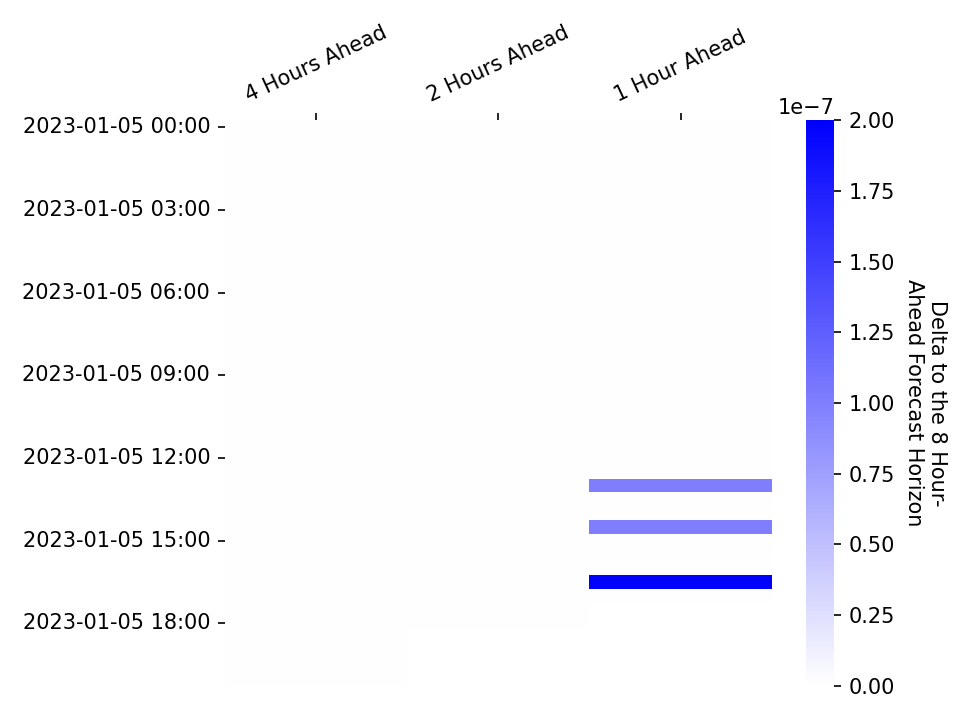 4 Hours Ahead
2 Hours Ahead
1 Hour Ahead
1e−7
2023-01-05 00:00
2023-01-05 03:00
2023-01-05 06:00
2023-01-05 09:00
2023-01-05 12:00
2023-01-05 15:00
2023-01-05 18:00
2.00
1.75
1.50
1.25
1.00
0.75
0.50
0.25
0.00
Delta to the 8 Hour-
Ahead Forecast Horizon